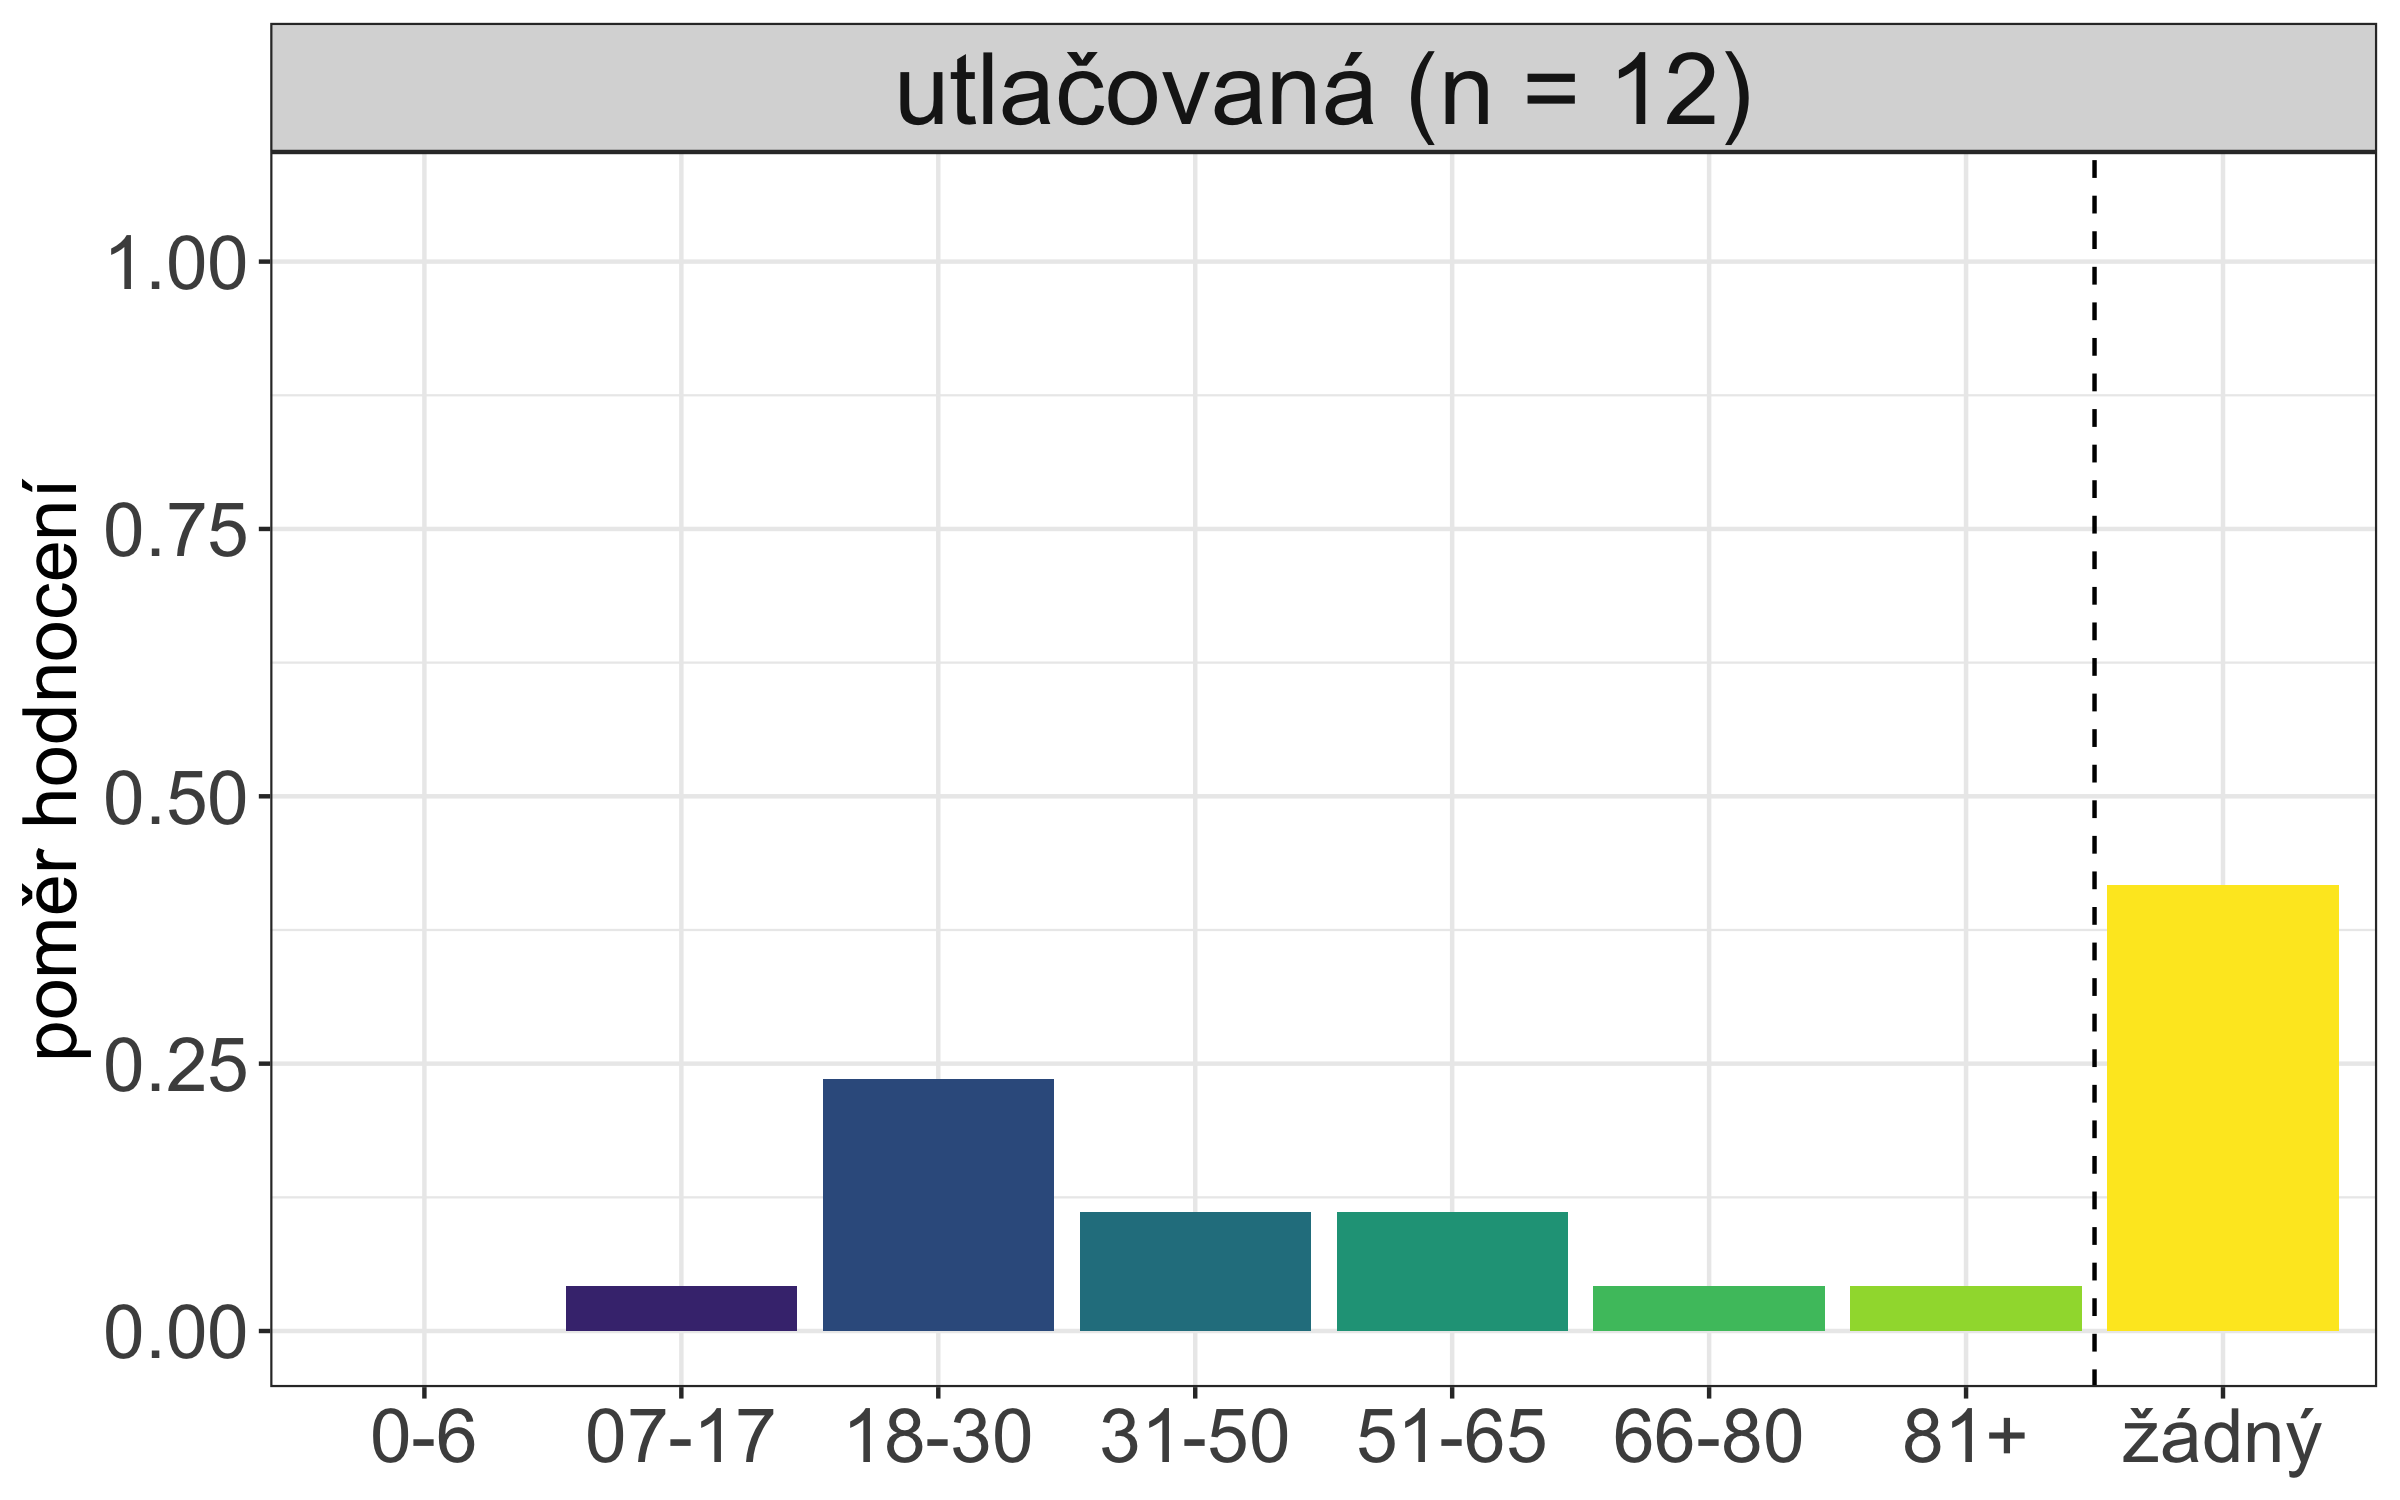 utlačovaná (n = 12)
poměr hodnocení
1.00
0.75
0.50
0.25
0.00
0-6 07-17 18-30 31-50 51-65 66-80 81+ žádný